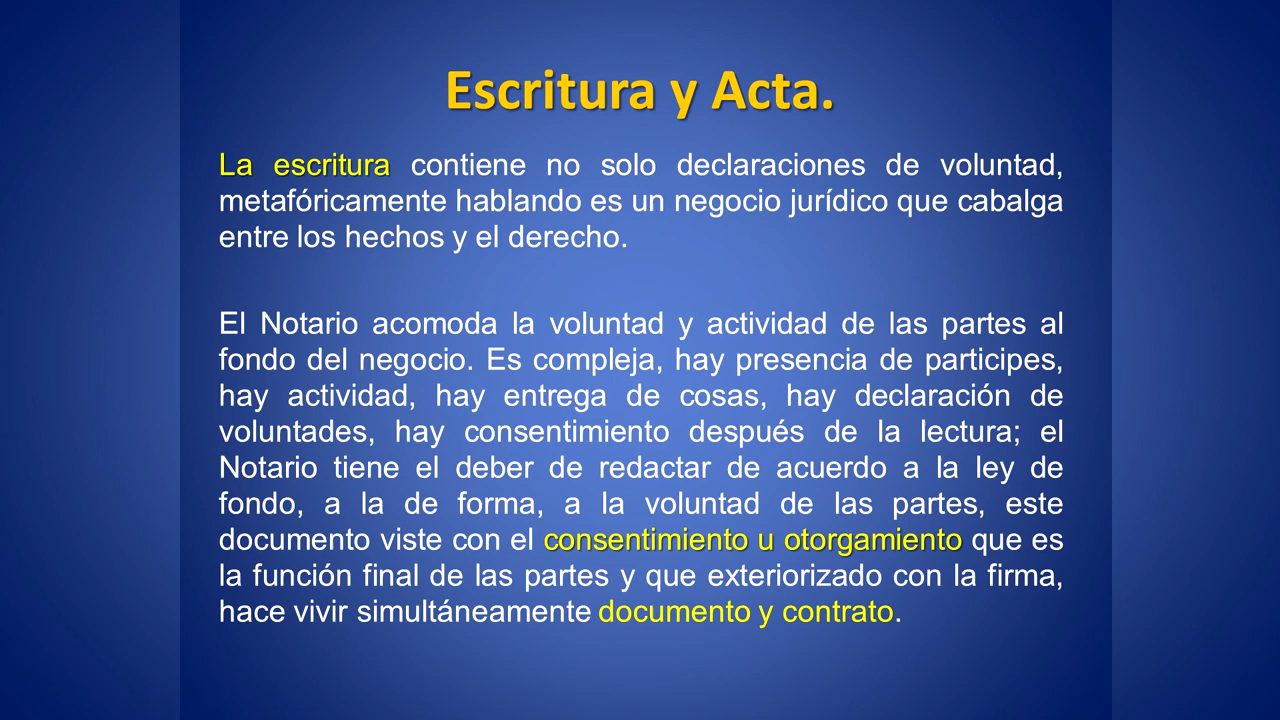 Escritura y Acta.
La escritura contiene no solo declaraciones de voluntad,
metafóricamente hablando es un negocio jurídico que cabalga
entre los hechos y el derecho.
El Notario acomoda la voluntad y actividad de las partes al
fondo del negocio. Es compleja, hay presencia de participes,
hay actividad, hay entrega de cosas, hay declaración de
voluntades, hay consentimiento después de la lectura; el
Notario tiene el deber de redactar de acuerdo a la ley de
fondo, a la de forma, a la voluntad de las partes, este
documento viste con el consentimiento u otorgamiento que es
la función final de las partes y que exteriorizado con la firma,
hace vivir simultáneamente documento y contrato.